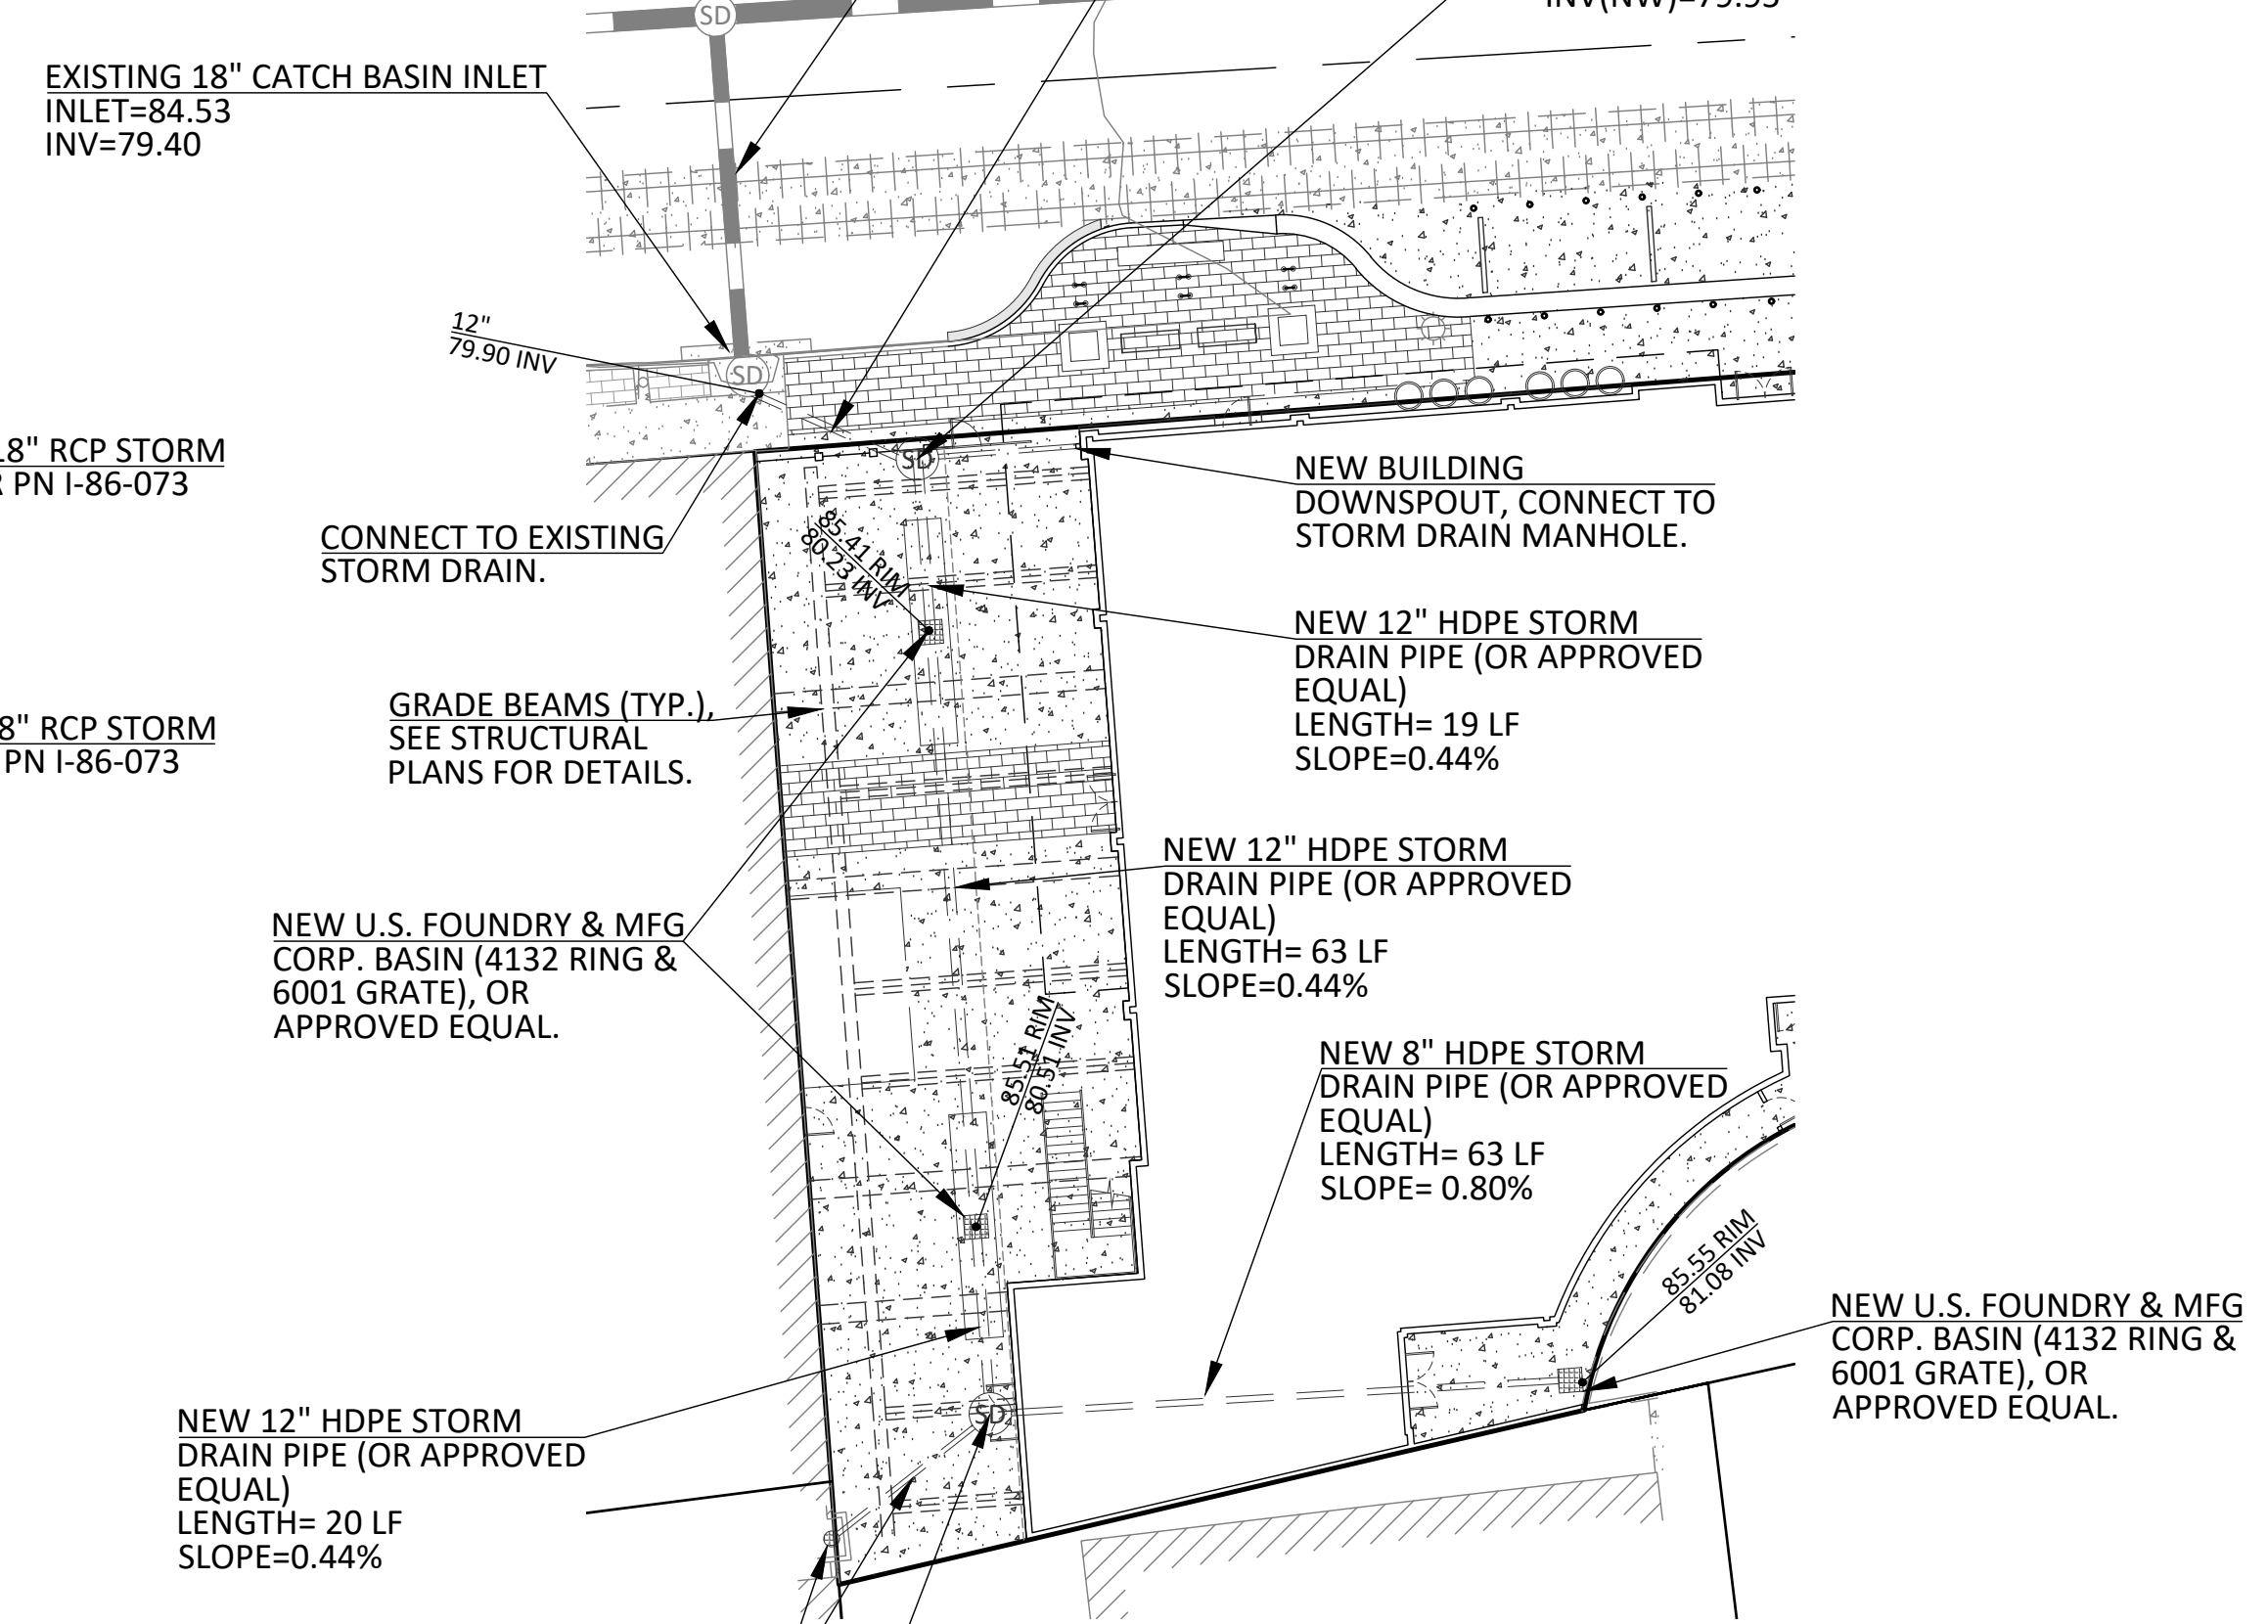 SD
INV(NW)=79.95
EXISTING 18" CATCH BASIN INLET
INLET=84.53
INV=79.40
12"
79.90 INV
SD
18" RCP STORM
R PN I-86-073
SD
NEW BUILDING
DOWNSPOUT, CONNECT TO
STORM DRAIN MANHOLE.
CONNECT TO EXISTING
STORM DRAIN.
85.41 RIM
80.23 INV
NEW 12" HDPE STORM
DRAIN PIPE (OR APPROVED
EQUAL)
LENGTH= 19 LF
SLOPE=0.44%
GRADE BEAMS (TYP.),
SEE STRUCTURAL
PLANS FOR DETAILS.
8" RCP STORM
PN I-86-073
NEW 12" HDPE STORM
DRAIN PIPE (OR APPROVED
EQUAL)
LENGTH= 63 LF
SLOPE=0.44%
NEW U.S. FOUNDRY & MFG
CORP. BASIN (4132 RING &
6001 GRATE), OR
APPROVED EQUAL.
85.51 RIM
80.51 INV
NEW 8" HDPE STORM
DRAIN PIPE (OR APPROVED
EQUAL)
LENGTH= 63 LF
SLOPE= 0.80%
85.55 RIM
81.08 INV
NEW U.S. FOUNDRY & MFG
CORP. BASIN (4132 RING &
6001 GRATE), OR
APPROVED EQUAL.
SD
NEW 12" HDPE STORM
DRAIN PIPE (OR APPROVED
EQUAL)
LENGTH= 20 LF
SLOPE=0.44%